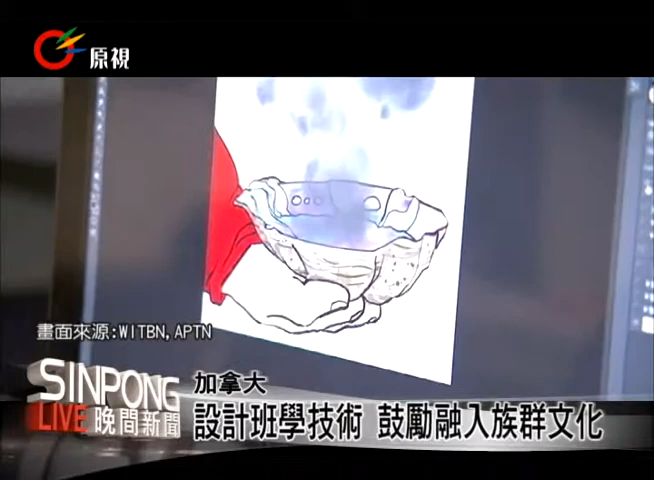 原視
畫面來源:WITBN,APTN
SINPONG
LIVE 晚間新聞
加拿大
設計班學技術 鼓勵融入族群文化